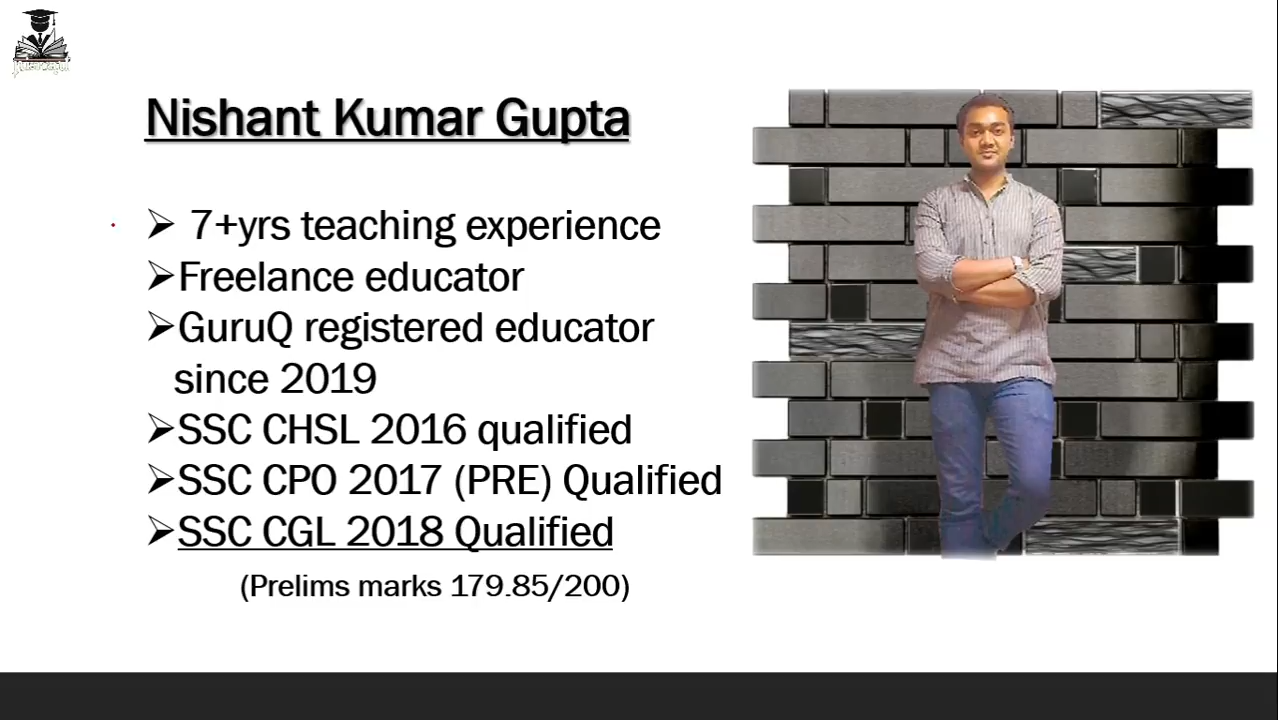 Nishant Kumar Gupta
7+yrs teaching experience
Freelance educator
GuruQ registered educator
since 2019
SSC CHSL 2016 qualified
SSC CPO 2017 (PRE) Qualified
SSC CGL 2018 Qualified
(Prelims marks 179.85/200)